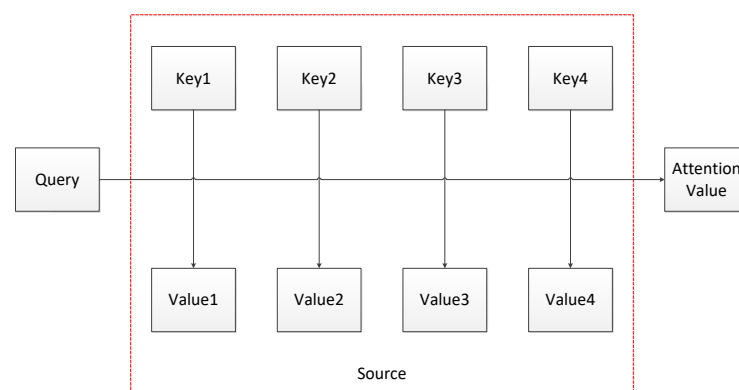 Key1
Key2
Key3
Key4
Query
Attention
Value
Value1
Value2
Value3
Value4
Source